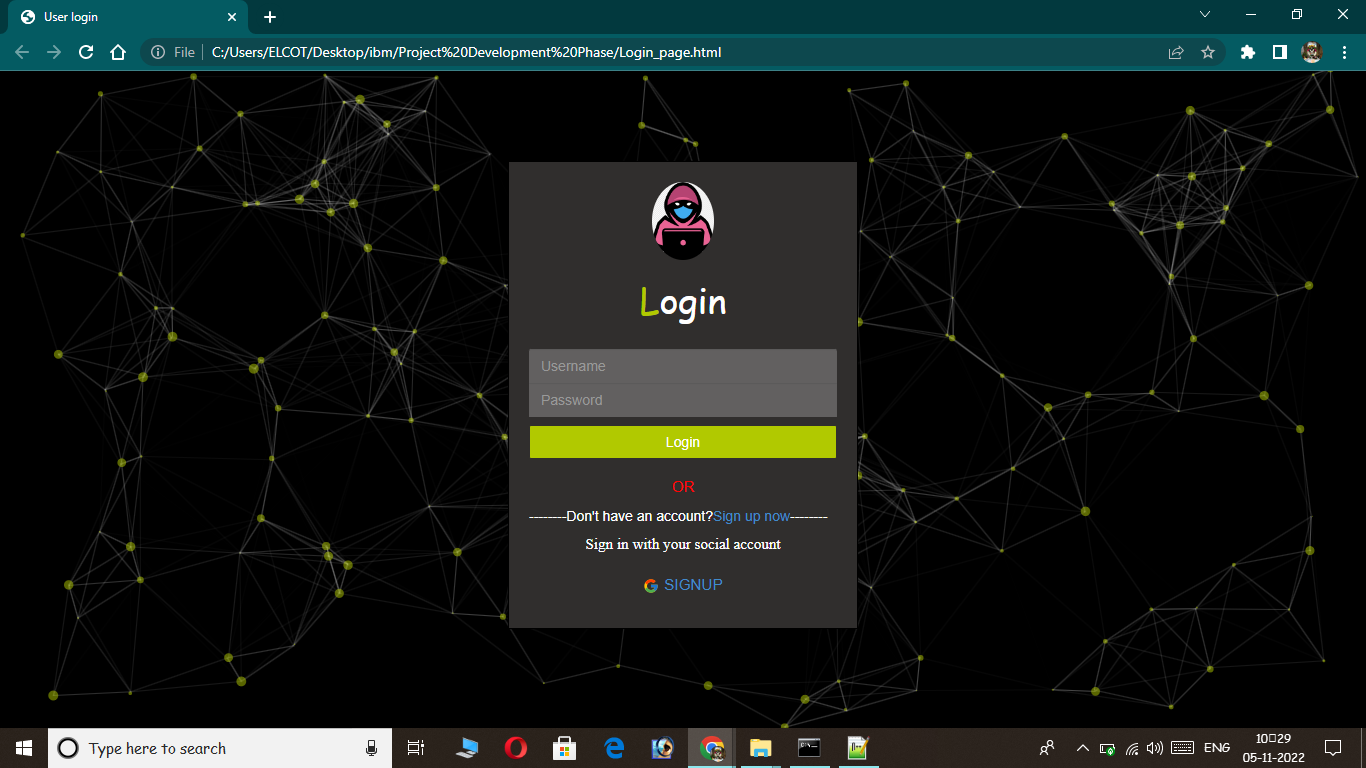 User login
File
C:/Users/ELCOT/Desktop/ibm/Project%20Development%20Phase/Login_page.html
Login
Username
Password
Login
OR
--------Don't have an account?Sign up now--------
Sign in with your social account
SIGNUP
Type here to search
ENG
10□29
05-11-2022